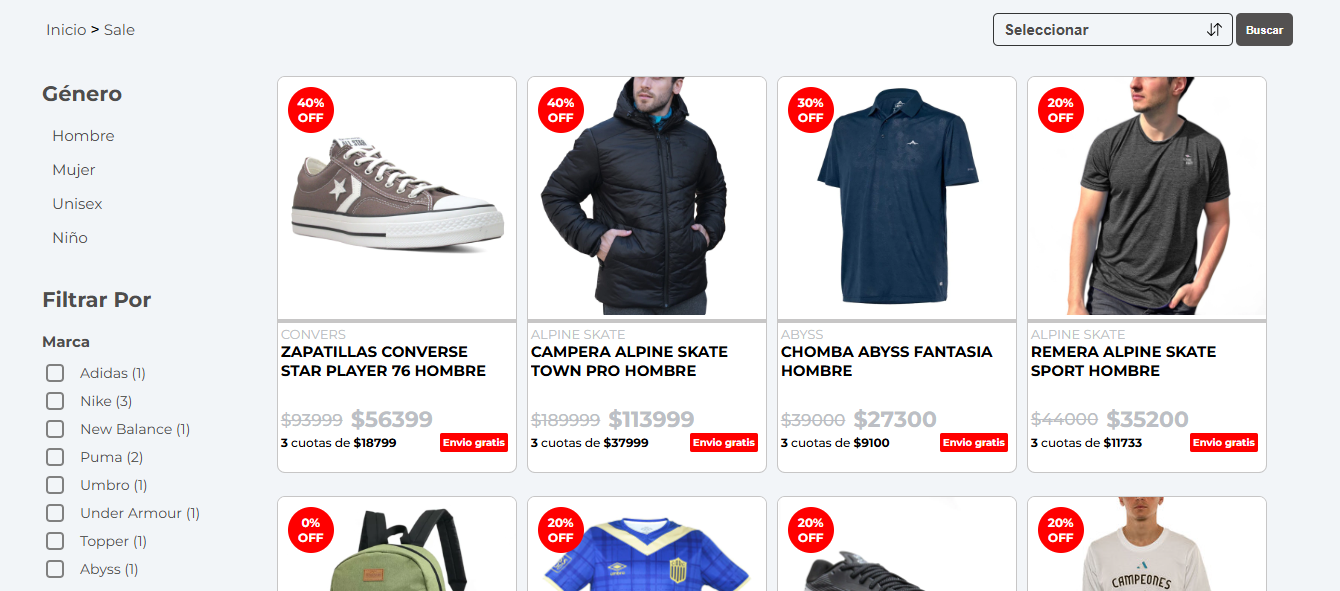 Inicio > Sale
Seleccionar
Buscar
Género
Hombre
Mujer
Unisex
Niño
Filtrar Por
Marca
Adidas (1)
Nike (3)
New Balance (1)
Puma (2)
Umbro (1)
Under Armour (1)
Topper (1)
Abyss (1)
40%
OFF
ALL STAR
CONVERS
ZAPATILLAS CONVERSE
STAR PLAYER 76 HOMBRE
$93999 $56399
3 cuotas de $18799
Envio gratis
40%
OFF
ALPINE SKATE
CAMPERA ALPINE SKATE
TOWN PRO HOMBRE
$189999 $113999
3 cuotas de $37999
Envio gratis
30%
OFF
ABYSS
CHOMBA ABYSS FANTASIA
HOMBRE
$39000 $27300
3 cuotas de $9100
Envio gratis
20%
OFF
ALPINE SKATE
REMERA ALPINE SKATE
SPORT HOMBRE
$44000 $35200
3 cuotas de $11733
Envio gratis
0%
OFF
20%
OFF
umbro
20%
OFF
20%
OFF
CAMPEONES